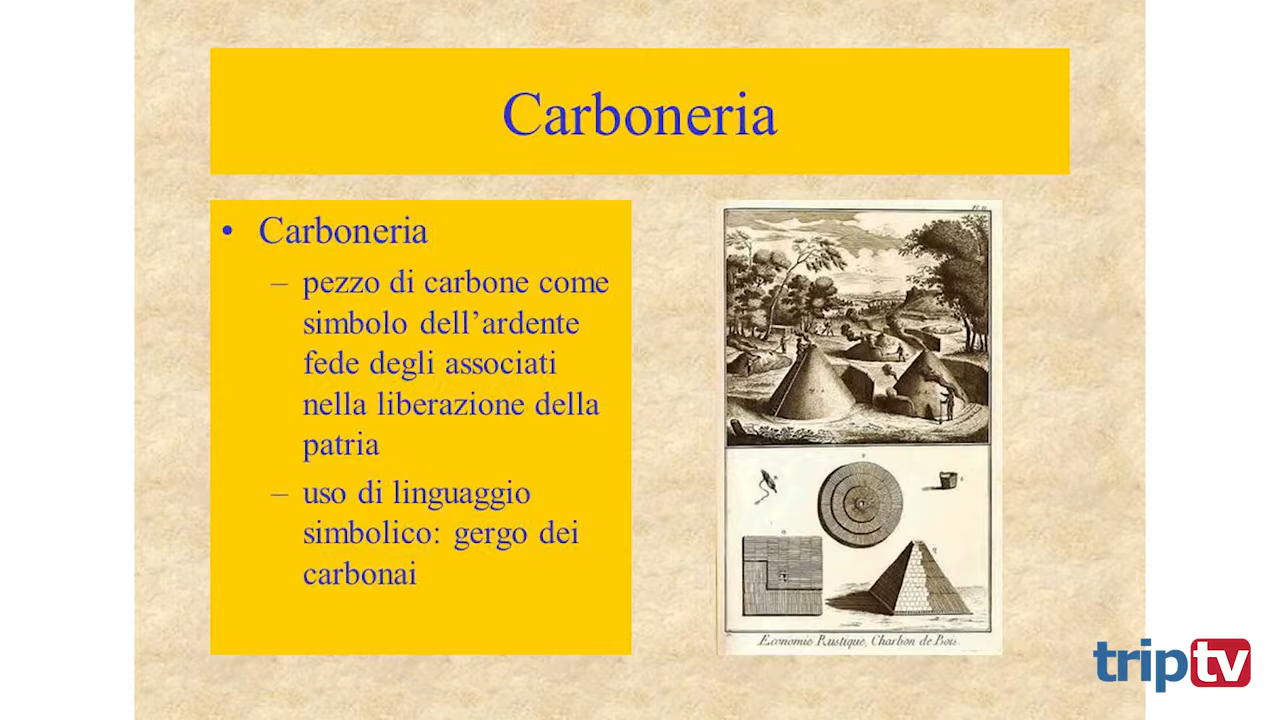 Carboneria
• Carboneria
– pezzo di carbone come
simbolo dell’ardente
fede degli associati
nella liberazione della
patria
– uso di linguaggio
simbolico: gergo dei
carbonai
Economie Rustique, Charbon de Bois.
triptv